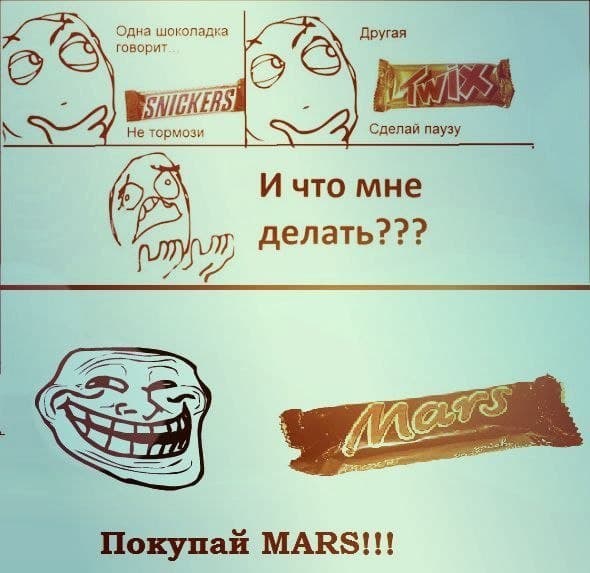 Одна шоколадка
говорит...
SNICKERS
Не тормози
Другая
TWIX
Сделай паузу
И что мне
делать???
Mars
Покупай MARS!!!